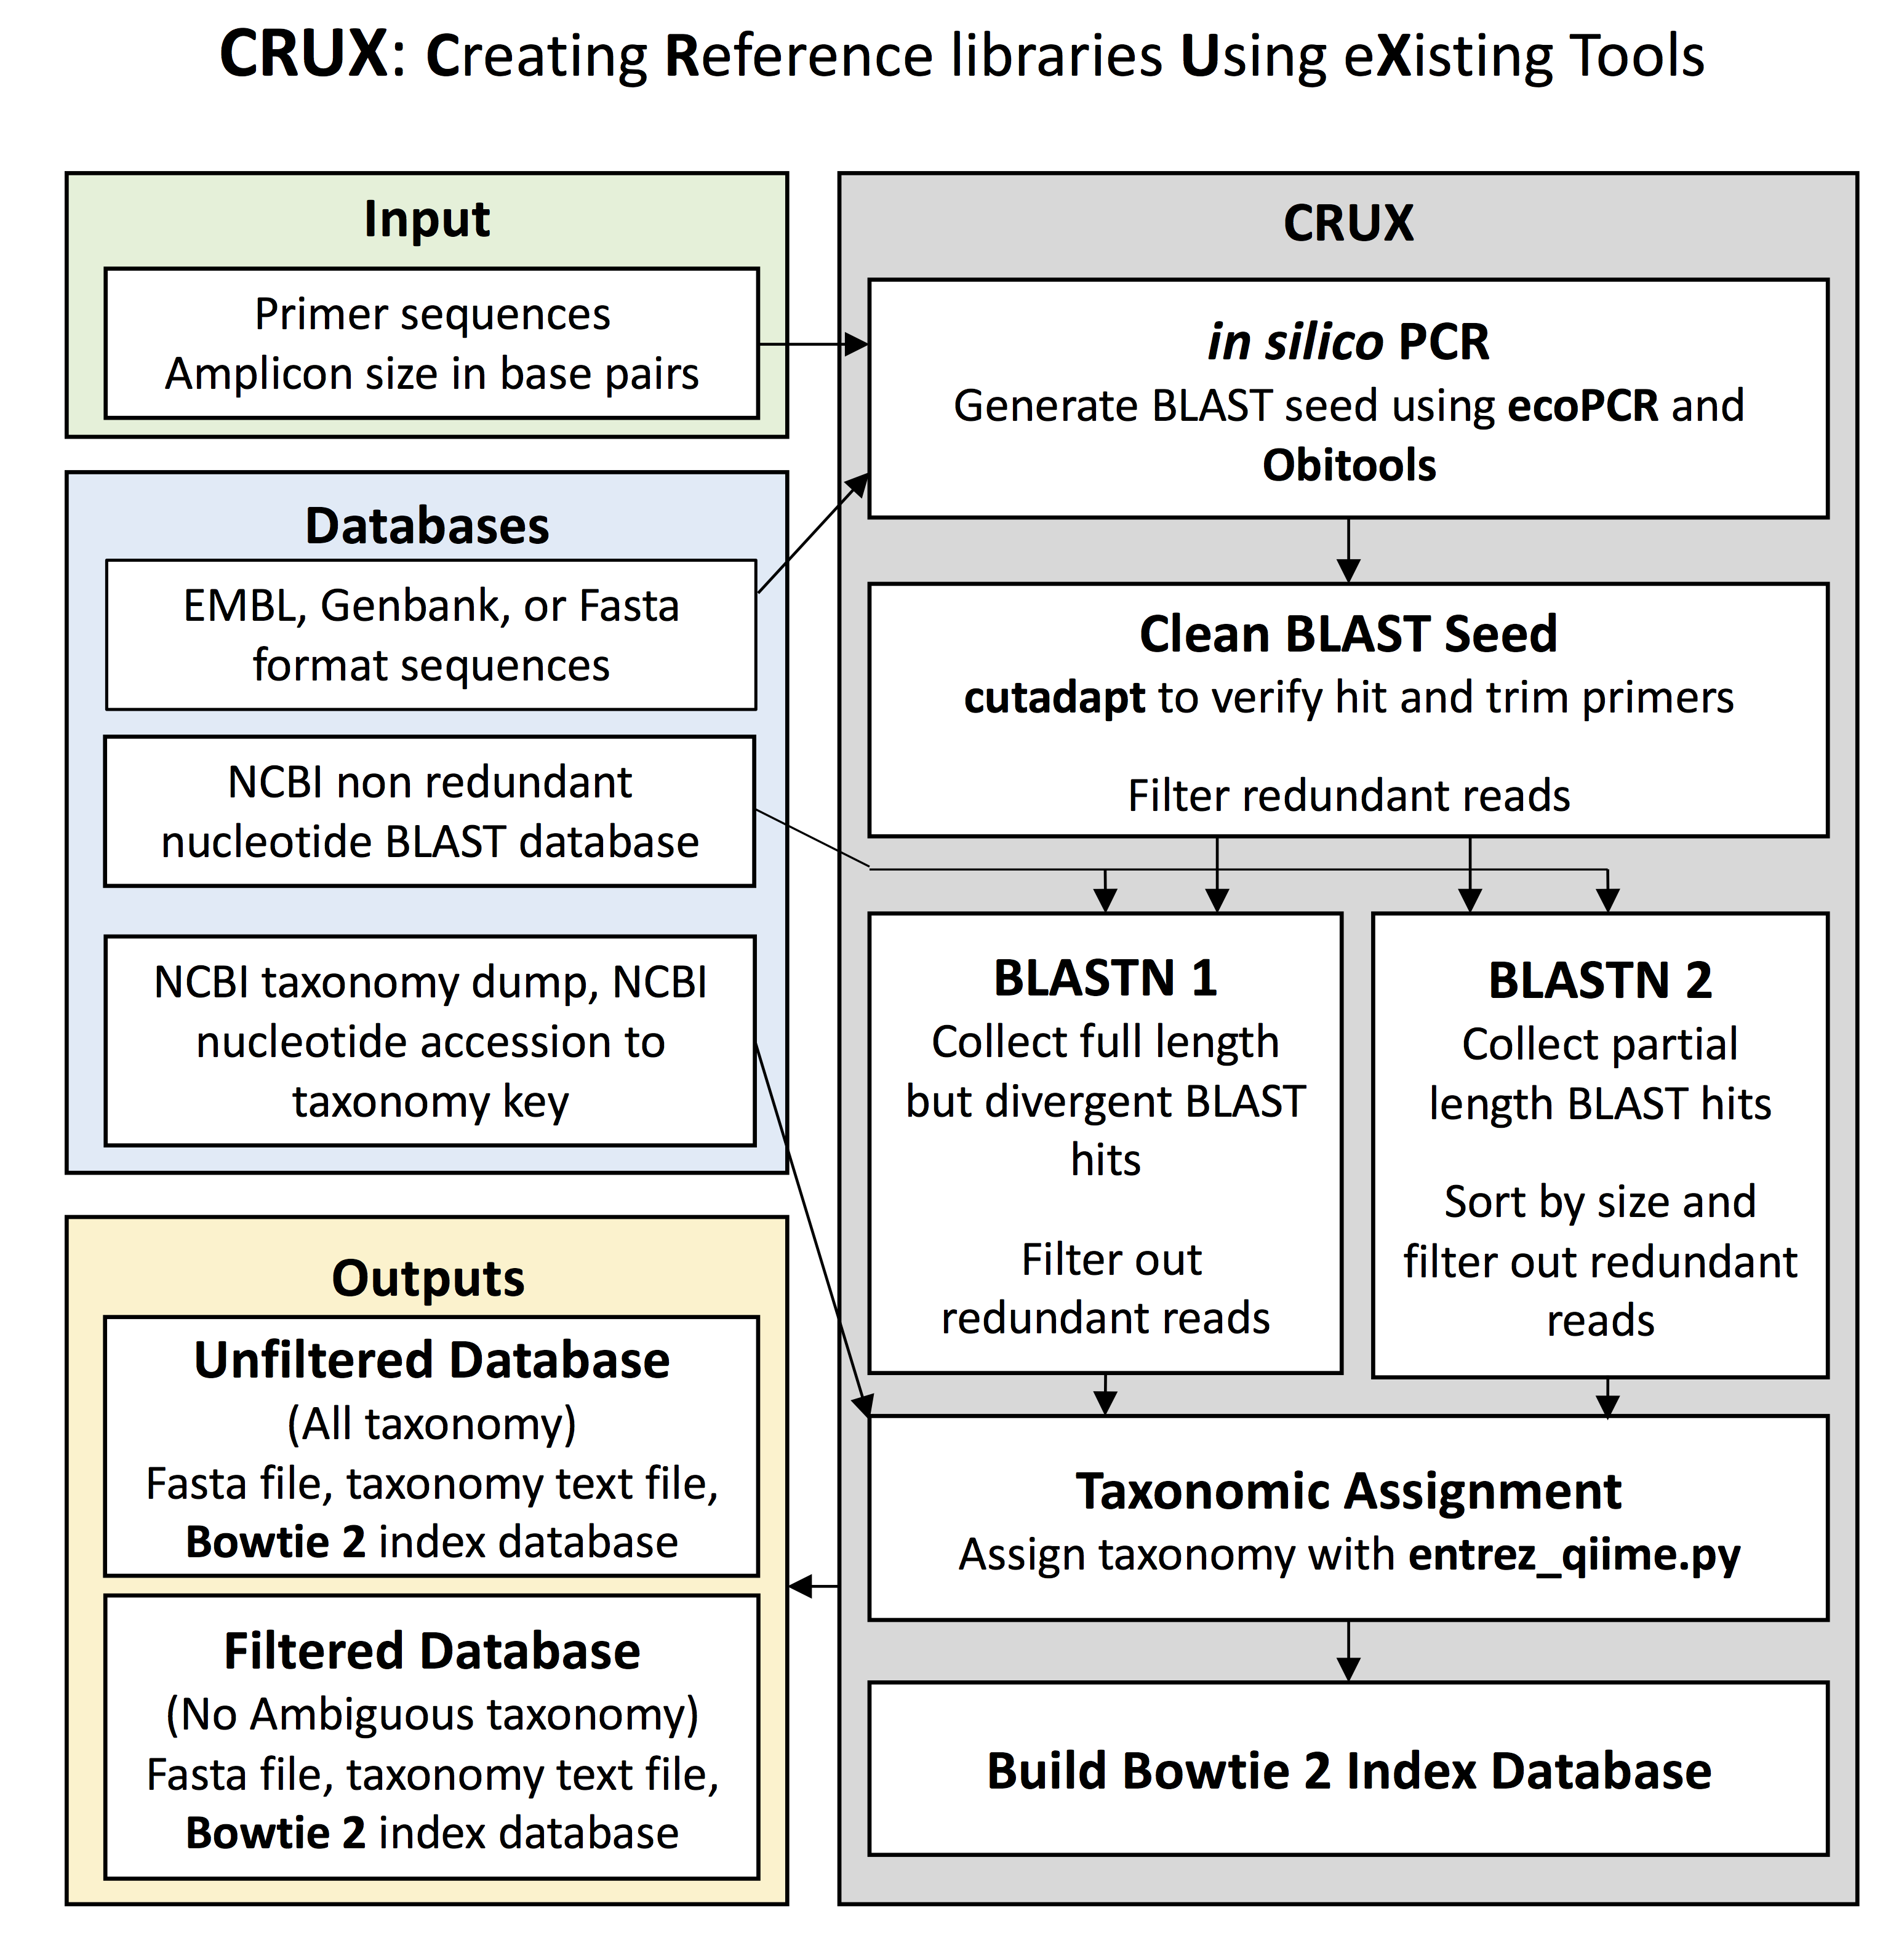 CRUX: Creating Reference libraries Using eXisting Tools
Input
Primer sequences
Amplicon size in base pairs
Databases
EMBL, Genbank, or Fasta
format sequences
NCBI non redundant
nucleotide BLAST database
NCBI taxonomy dump, NCBI
nucleotide accession to
taxonomy key
Outputs
Unfiltered Database
(All taxonomy)
Fasta file, taxonomy text file,
Bowtie 2 index database
Filtered Database
(No Ambiguous taxonomy)
Fasta file, taxonomy text file,
Bowtie 2 index database
CRUX
in silico PCR
Generate BLAST seed using ecoPCR and
Obitools
Clean BLAST Seed
cutadapt to verify hit and trim primers
Filter redundant reads
BLASTN 1
Collect full length
but divergent BLAST
hits
Filter out
redundant reads
BLASTN 2
Collect partial
length BLAST hits
Sort by size and
filter out redundant
reads
Taxonomic Assignment
Assign taxonomy with entrez_qiime.py
Build Bowtie 2 Index Database